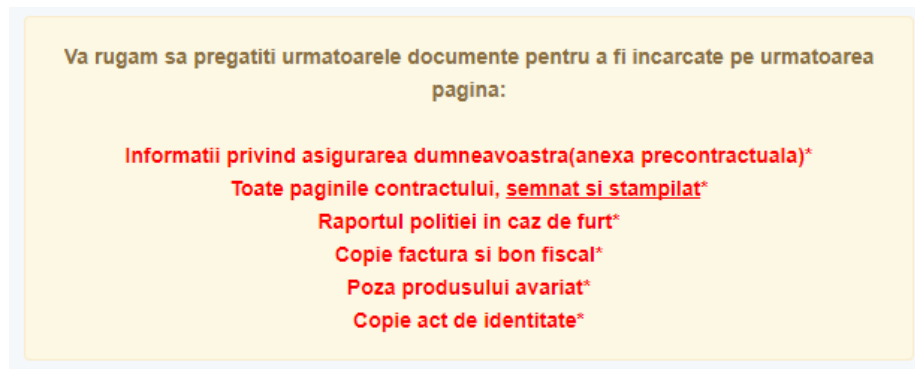 Va rugam sa pregatiti urmatoarele documente pentru a fi incarcate pe urmatoarea
pagina:
Informatii privind asigurarea dumneavoastra(anexa precontractuala)*
Toate paginile contractului, semnat si stampilat*
Raportul politiei in caz de furt*
Copie factura si bon fiscal*
Poza produsului avariat*
Copie act de identitate*